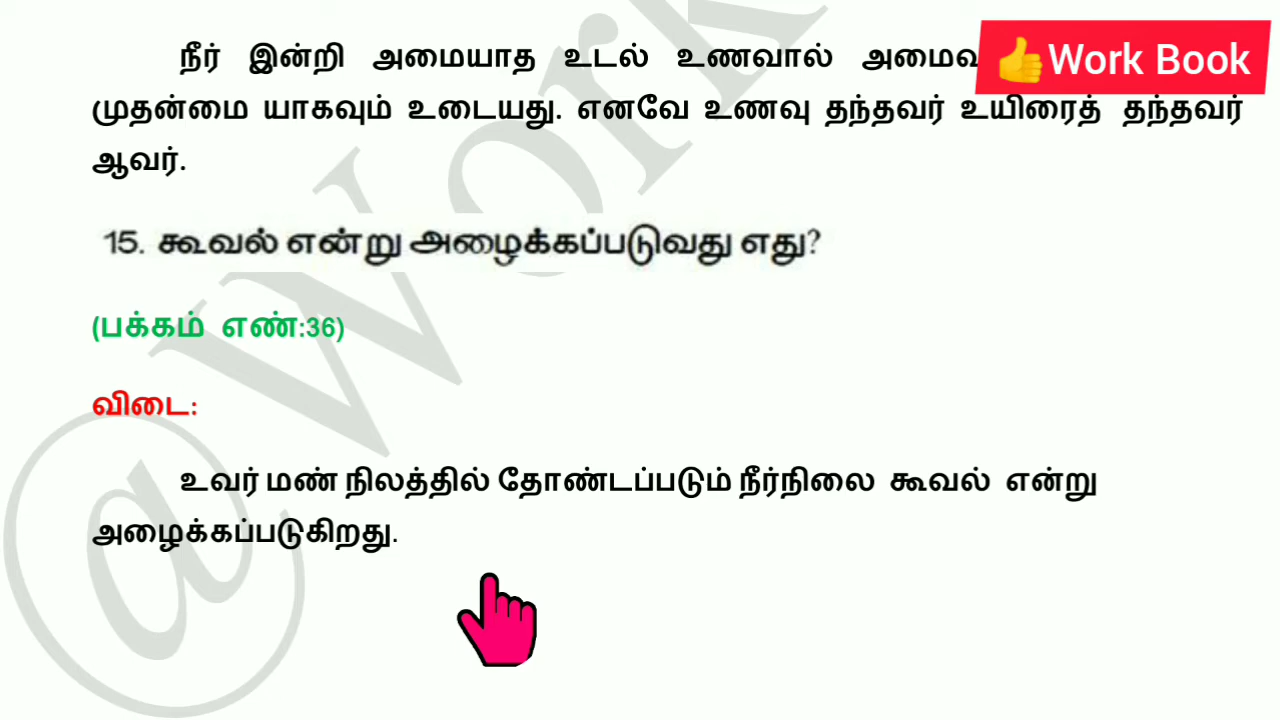 நீர் இன்றி அமையாத உடல் உணவால்
👍Work Book
முதன்மை யாகவும் உடையது. எனவே உணவு தந்தவர் உயிரைத் தந்தவர்
ஆவர்.
15. கூவல் என்று அழைக்கப்படுவது எது?
(பக்கம் எண்:36)
விடை:
உவர் மண் நிலத்தில் தோண்டப்படும் நீர்நிலை கூவல் என்று
அழைக்கப்படுகிறது.
@Work